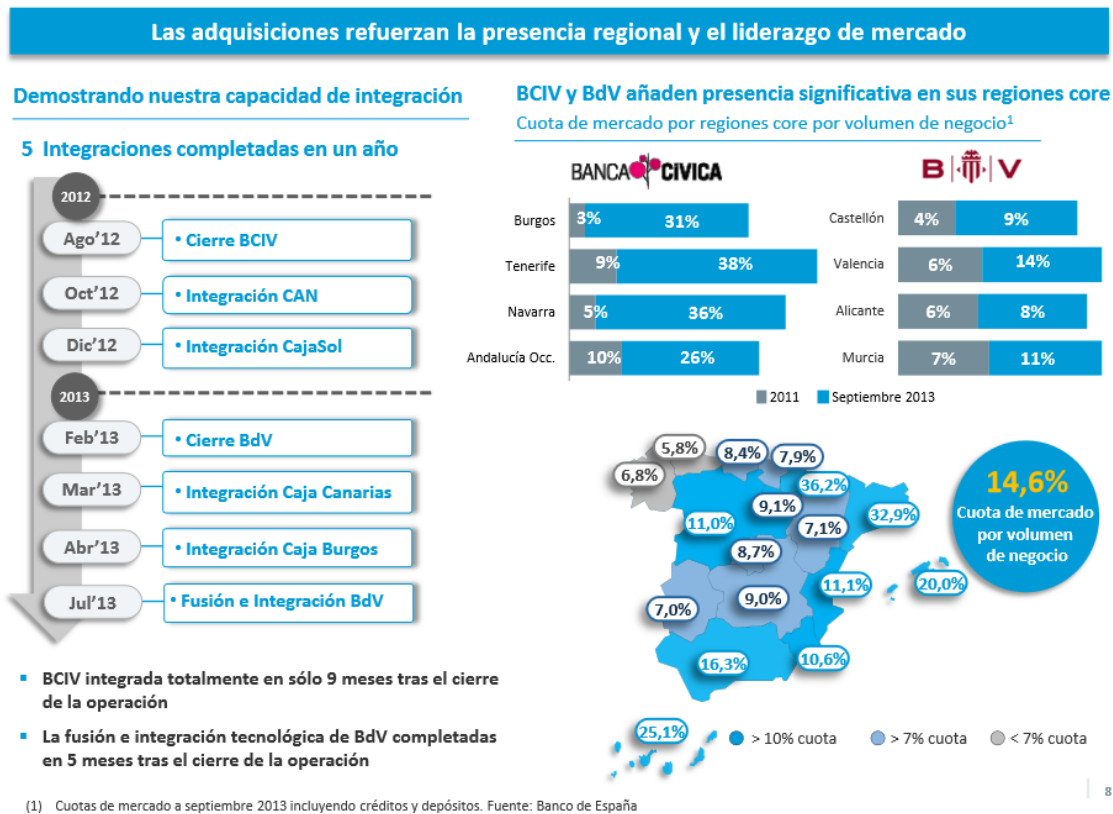 Las adquisiciones refuerzan la presencia regional y el liderazgo de mercado
Demostrando nuestra capacidad de integración
5 Integraciones completadas en un año
2012
Ago'12
• Cierre BCIV
Oct'12
• Integración CAN
Dic'12
• Integración CajaSol
2013
Feb'13
• Cierre BdV
Mar'13
• Integración Caja Canarias
Abr'13
• Integración Caja Burgos
Jul'13
• Fusión e Integración BdV
▪ BCIV integrada totalmente en sólo 9 meses tras el cierre
de la operación
▪ La fusión e integración tecnológica de BdV completadas
en 5 meses tras el cierre de la operación
BCIV y BdV añaden presencia significativa en sus regiones core
Cuota de mercado por regiones core por volumen de negocio¹
BANCA CIVICA
Burgos 3% 31%
Tenerife 9% 38%
Navarra 5% 36%
Andalucía Occ. 10% 26%
B V
Castellón 4% 9%
Valencia 6% 14%
Alicante 6% 8%
Murcia 7% 11%
2011 Septiembre 2013
5,8%
8,4%
7,9%
6,8%
36,2%
9,1%
32,9%
11,0%
7,1%
8,7%
11,1%
20,0%
7,0%
9,0%
16,3%
10,6%
25,1%
14,6%
Cuota de mercado
por volumen
de negocio
> 10% cuota > 7% cuota < 7% cuota
(1) Cuotas de mercado a septiembre 2013 incluyendo créditos y depósitos. Fuente: Banco de España
8